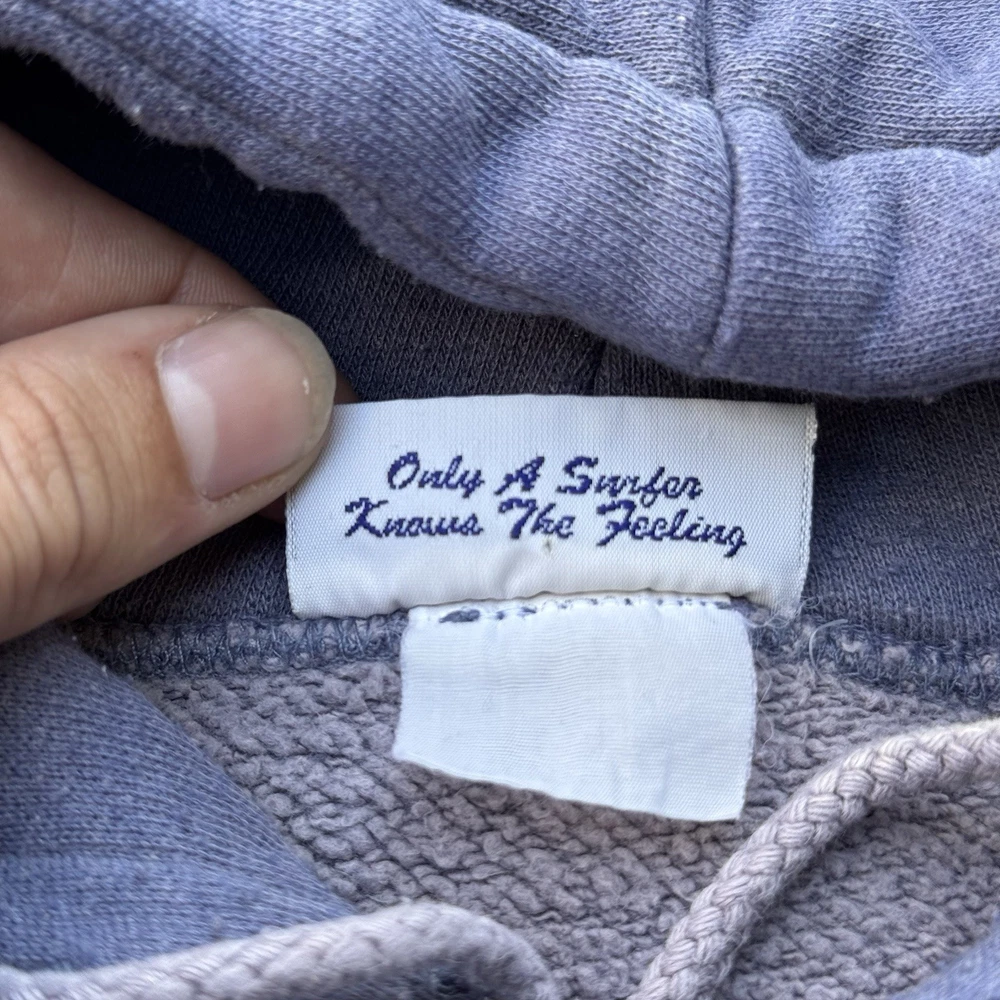 Only A Surfer
Knows The Feeling